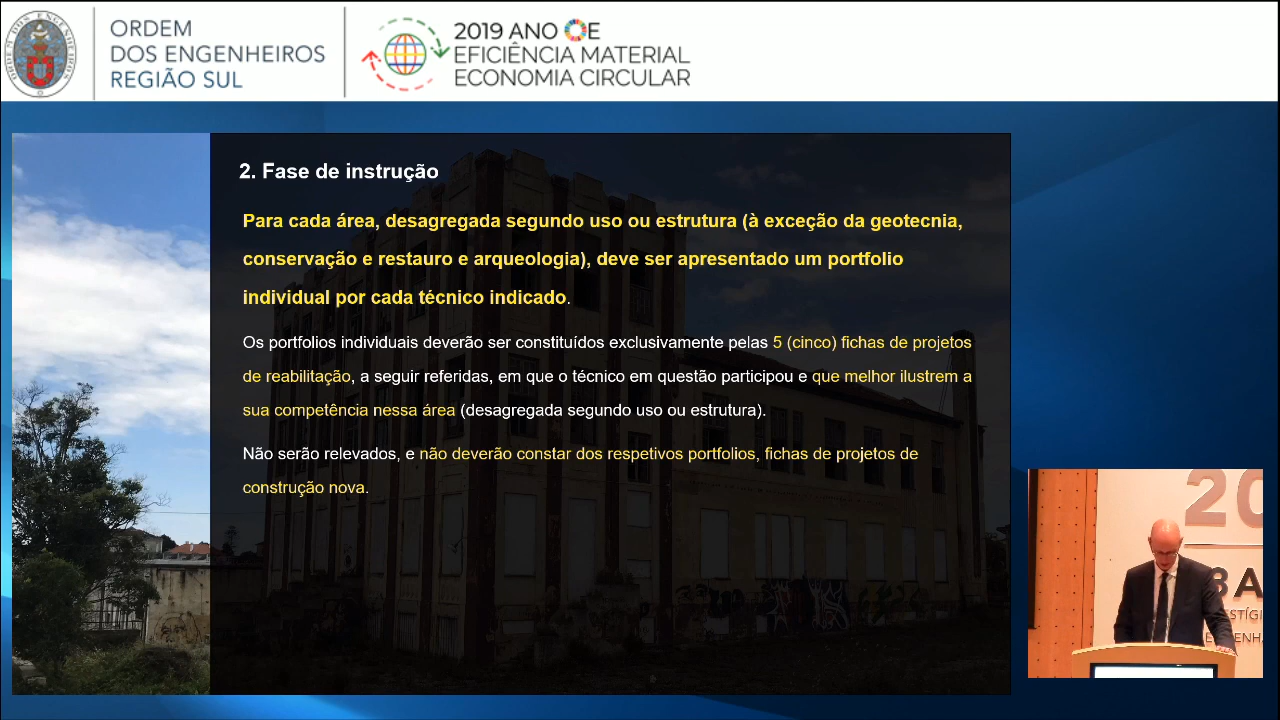 ORDEM
DOS ENGENHEIROS
REGIÃO SUL
2019 ANO OE
EFICIÊNCIA MATERIAL
ECONOMIA CIRCULAR
2. Fase de instrução
Para cada área, desagregada segundo uso ou estrutura (à exceção da geotecnia,
conservação e restauro e arqueologia), deve ser apresentado um portfolio
individual por cada técnico indicado.
Os portfolios individuais deverão ser constituídos exclusivamente pelas 5 (cinco) fichas de projetos
de reabilitação, a seguir referidas, em que o técnico em questão participou e que melhor ilustrem a
sua competência nessa área (desagregada segundo uso ou estrutura).
Não serão relevados, e não deverão constar dos respetivos portfolios, fichas de projetos de
construção nova.
20